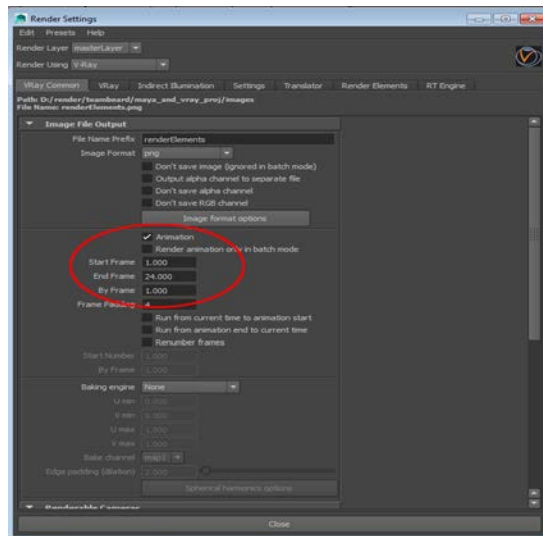 Render Settings
Edit Presets Help
Render Layer masterLayer
Render Using V-Ray
VRay Common VRay Indirect Illumination Settings Translator Render Elements RT Engine
Path: D:/render/teambeard/maya_and_vray_proj/images
File Name: renderElements.png
Image File Output
File Name Prefix renderElements
Image Format png
Don't save image (ignored in batch mode)
Output alpha channel to separate file
Don't save alpha channel
Don't save RGB channel
Image format options
Animation
Render animation only in batch mode
Start Frame 1.000
End Frame 24.000
By Frame 1.000
Frame Padding 4
Run from current time to animation start
Run from animation end to current time
Renumber frames
Start Number 1.000
By Frame 1.000
Baking engine None
U min 0.000
V min 0.000
U max 1.000
V max 1.000
Bake channel map1
Edge padding (dilation) 2.000
Spherical harmonics options
Renderable Cameras
Close